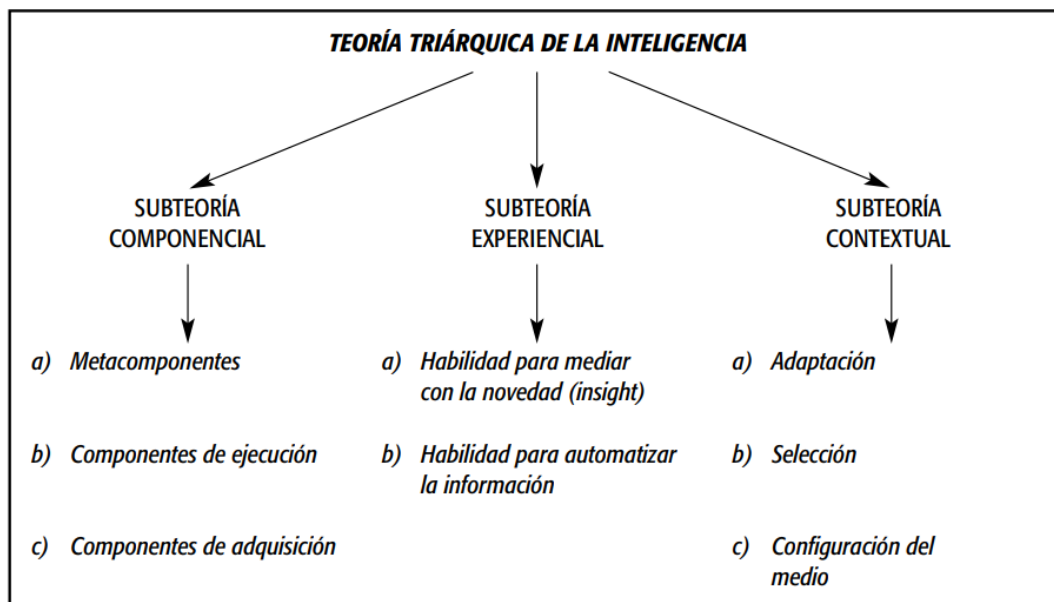 TEORÍA TRIÁRQUICA DE LA INTELIGENCIA
SUBTEORÍA
COMPONENCIAL
a) Metacomponentes
b) Componentes de ejecución
c) Componentes de adquisición
SUBTEORÍA
EXPERIENCIAL
a) Habilidad para mediar
con la novedad (insight)
b) Habilidad para automatizar
la información
SUBTEORÍA
CONTEXTUAL
a) Adaptación
b) Selección
c) Configuración del
medio